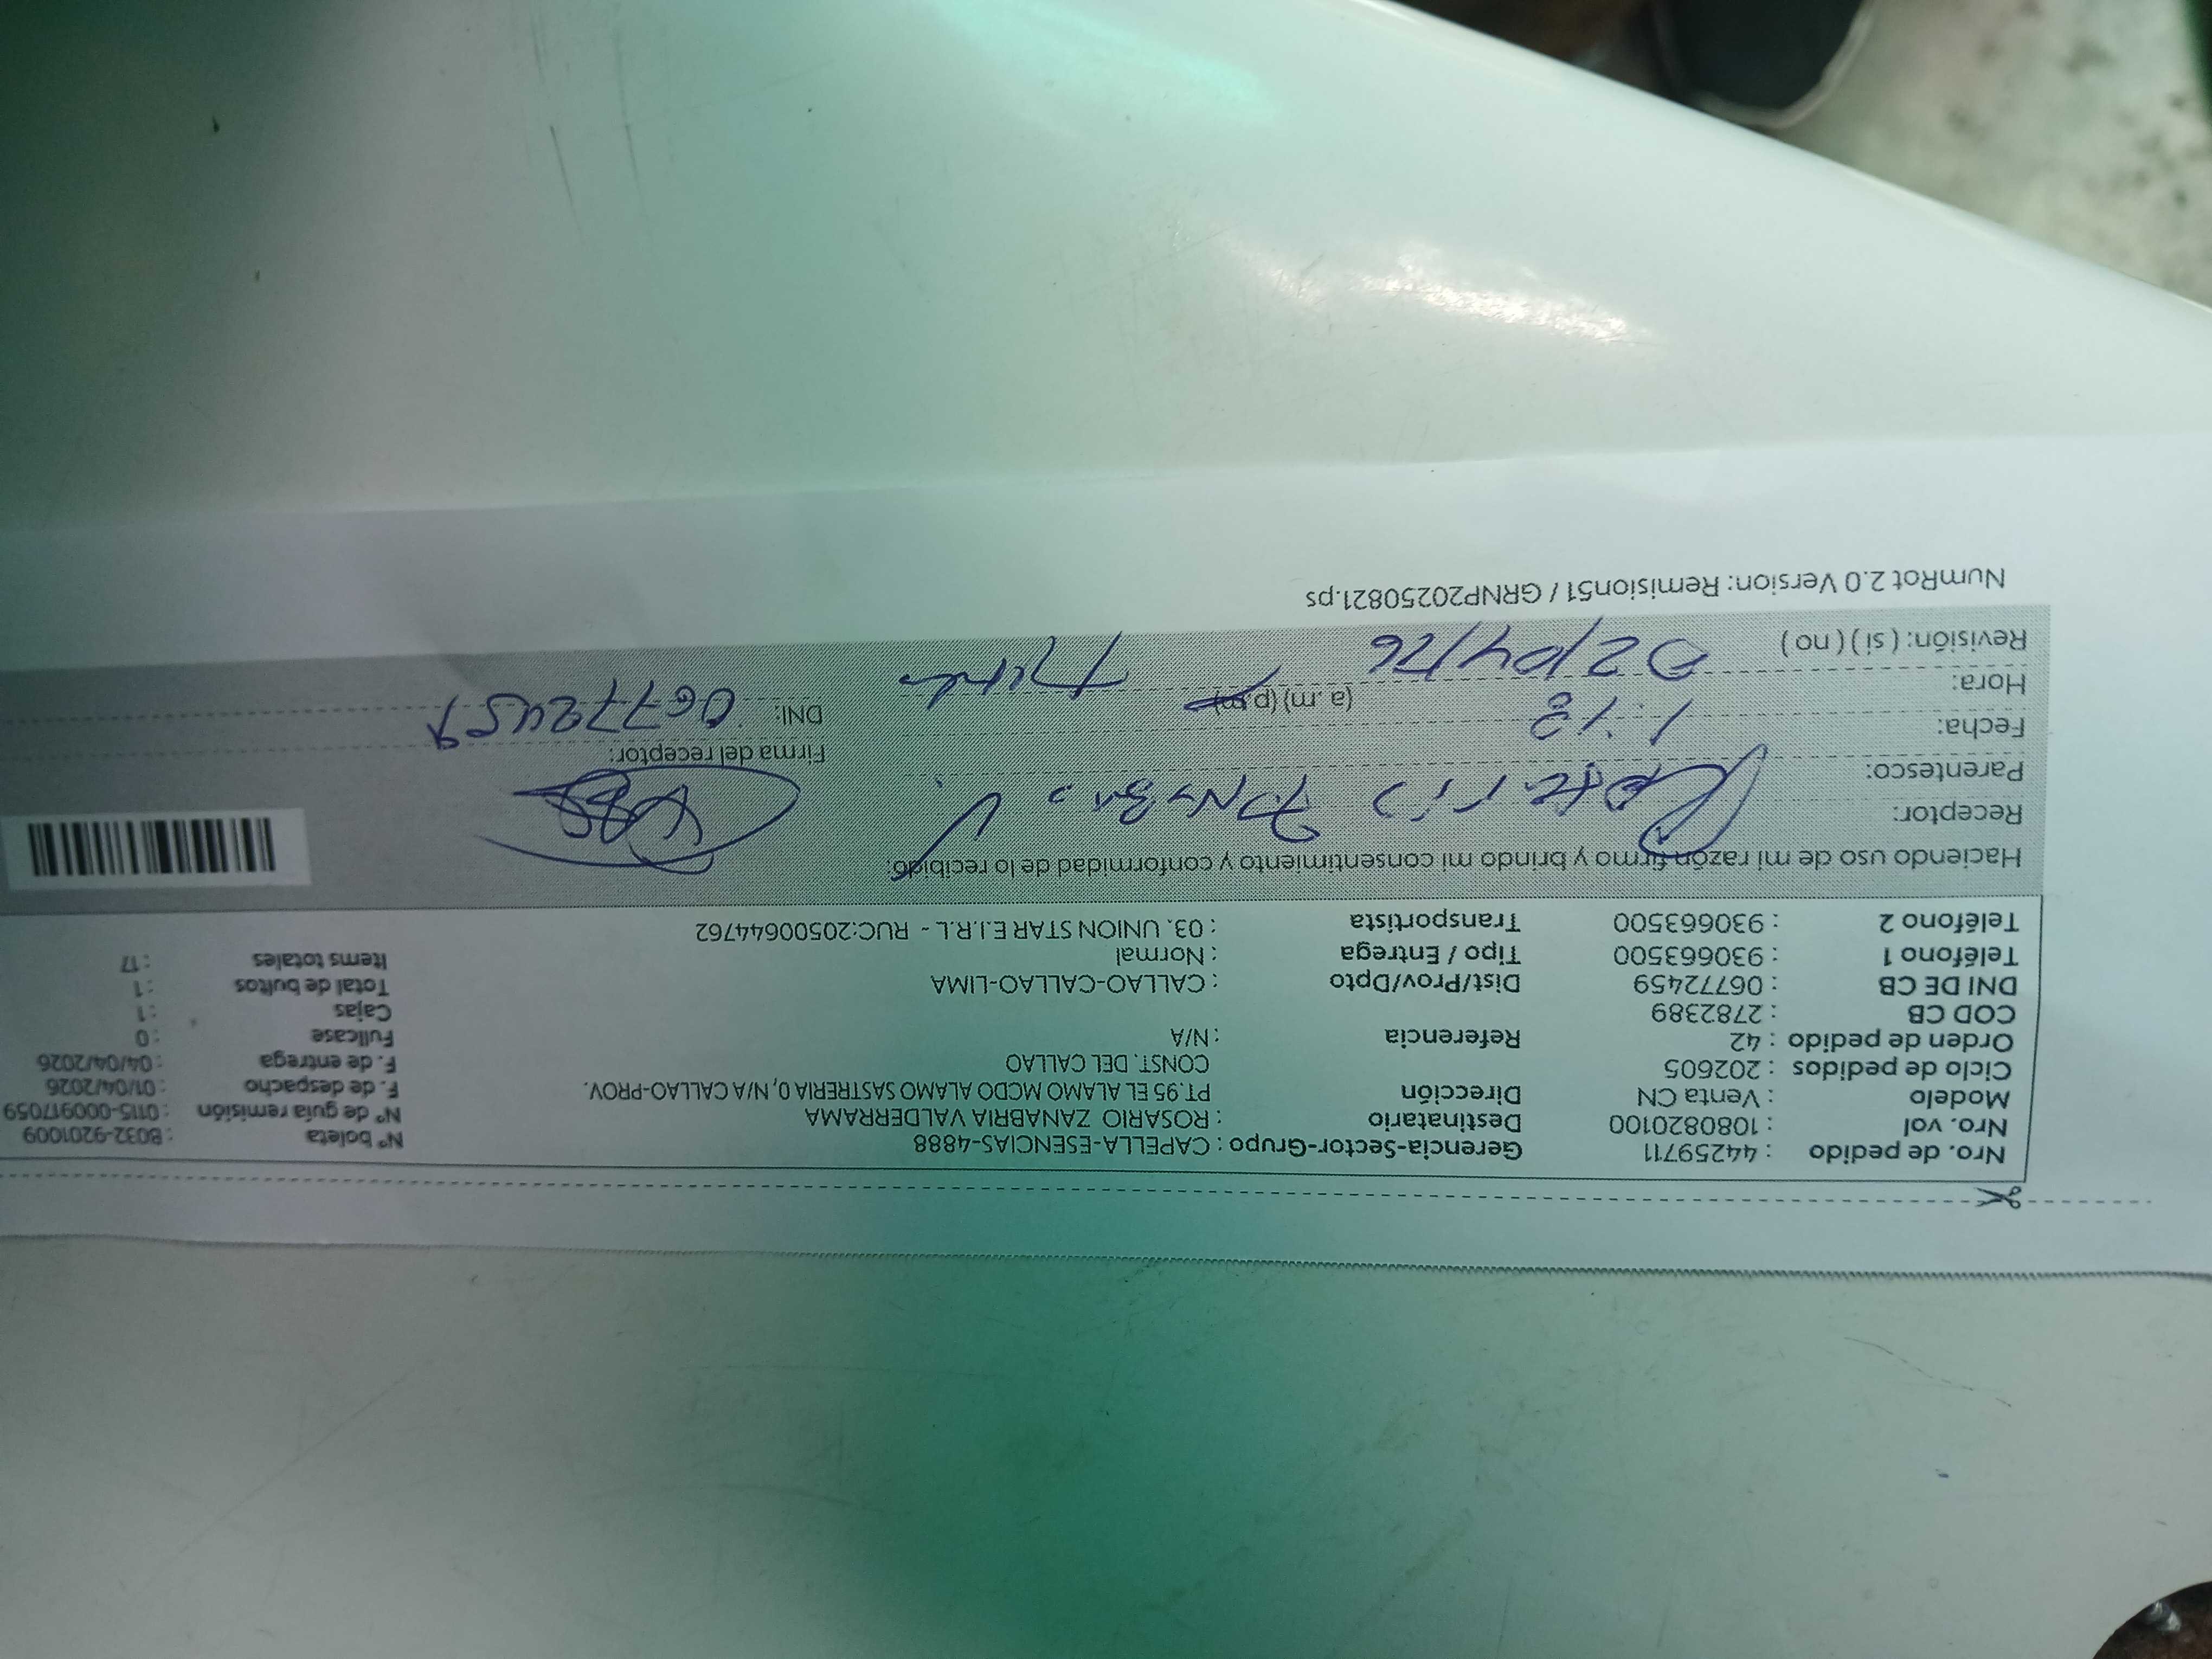 Nro. de pedido : 44259711 Gerencia-Sector-Grupo : CAPELLA-ESENCIAS-4888 N° boleta : B032-9201009
Nro. vol : 1080820100 Destinatario : ROSARIO ZANABRIA VALDERRAMA N° de guía remisión : 0115-000917059
Modelo : Venta CN Dirección PT.95 EL ALAMO MCDO ALAMO SASTRERIA 0, N/A CALLAO-PROV. F. de despacho : 01/04/2026
Ciclo de pedidos : 202605 CONST. DEL CALLAO F. de entrega : 04/04/2026
Orden de pedido : 42 Referencia : N/A Fullcase : 0
COD CB : 2782389 Cajas : 1
DNI DE CB : 06772459 Dist/Prov/Dpto : CALLAO-CALLAO-LIMA Total de bultos : 1
Teléfono 1 : 930663500 Tipo / Entrega : Normal Items totales : 17
Teléfono 2 : 930663500 Transportista : 03. UNION STAR E.I.R.L - RUC:20500644762
Haciendo uso de mi razón firmo y brindo mi consentimiento y conformidad de lo recibido:
Receptor:
Parentesco: V. Firma del receptor:
Fecha: 1:18 DNI: 06772459
Hora: (a.m) (p.m)
Revisión: ( si ) ( no ) 02/04/26
NumRot 2.0 Version: Remision51 / GRNP20250821.ps